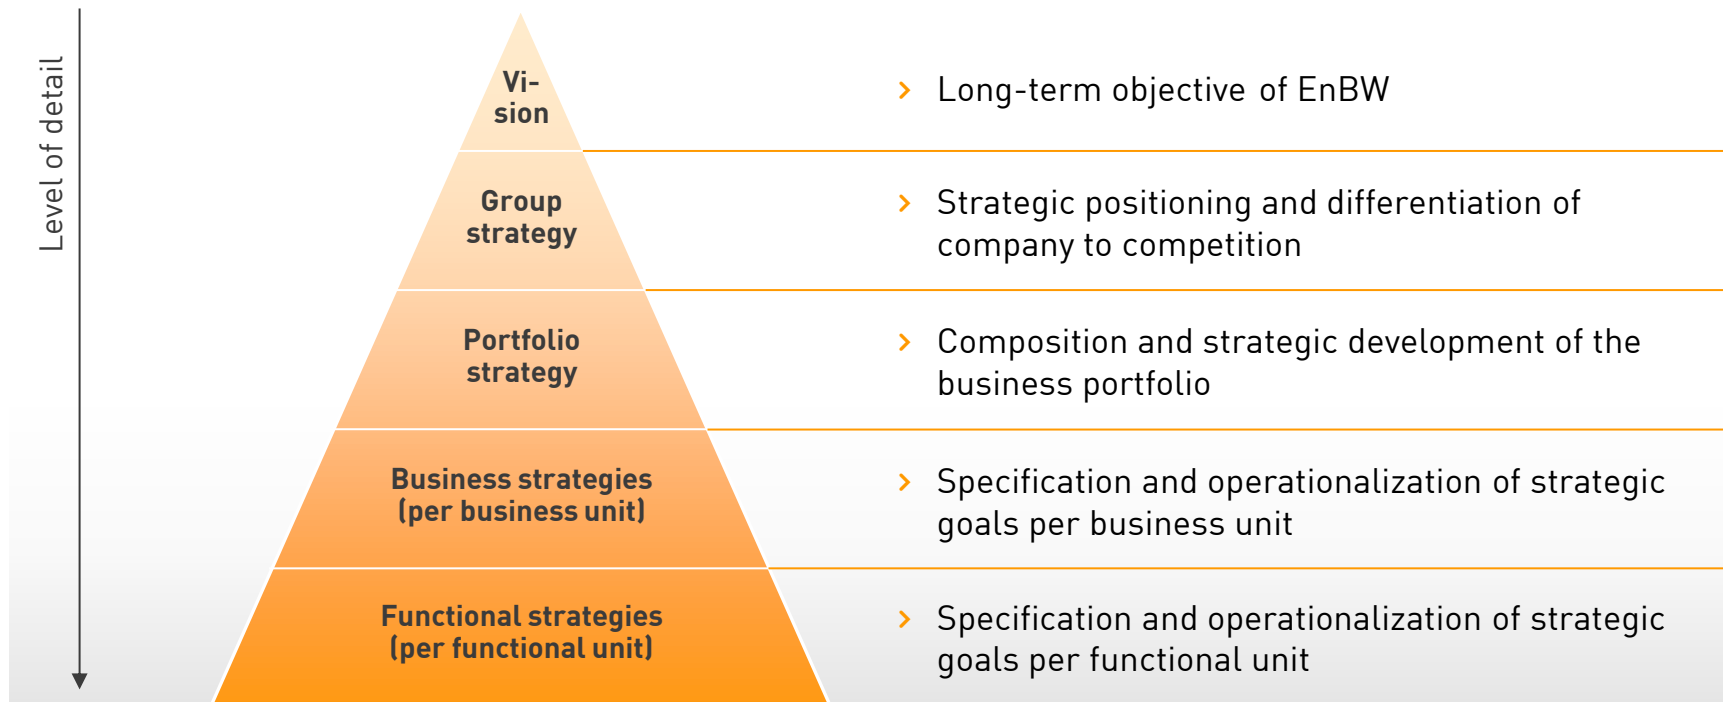 Level of detail
Vi-
sion
Long-term objective of EnBW
Group
strategy
Strategic positioning and differentiation of
company to competition
Portfolio
strategy
Composition and strategic development of the
business portfolio
Business strategies
(per business unit)
Specification and operationalization of strategic
goals per business unit
Functional strategies
(per functional unit)
Specification and operationalization of strategic
goals per functional unit